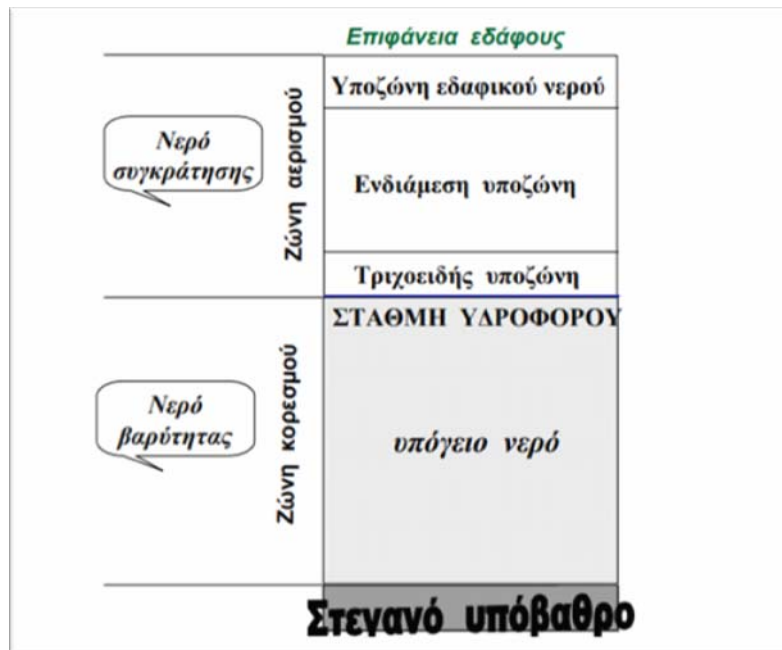 Επιφάνεια εδάφους
Υποζώνη εδαφικού νερού
Νερό
συγκράτησης
Ζώνη αερισμού
Ενδιάμεση υποζώνη
Τριχοειδής υποζώνη
ΣΤΑΘΜΗ ΥΔΡΟΦΟΡΟΥ
Νερό
βαρύτητας
Ζώνη κορεσμού
υπόγειο νερό
Στεγανό υπόβαθρο